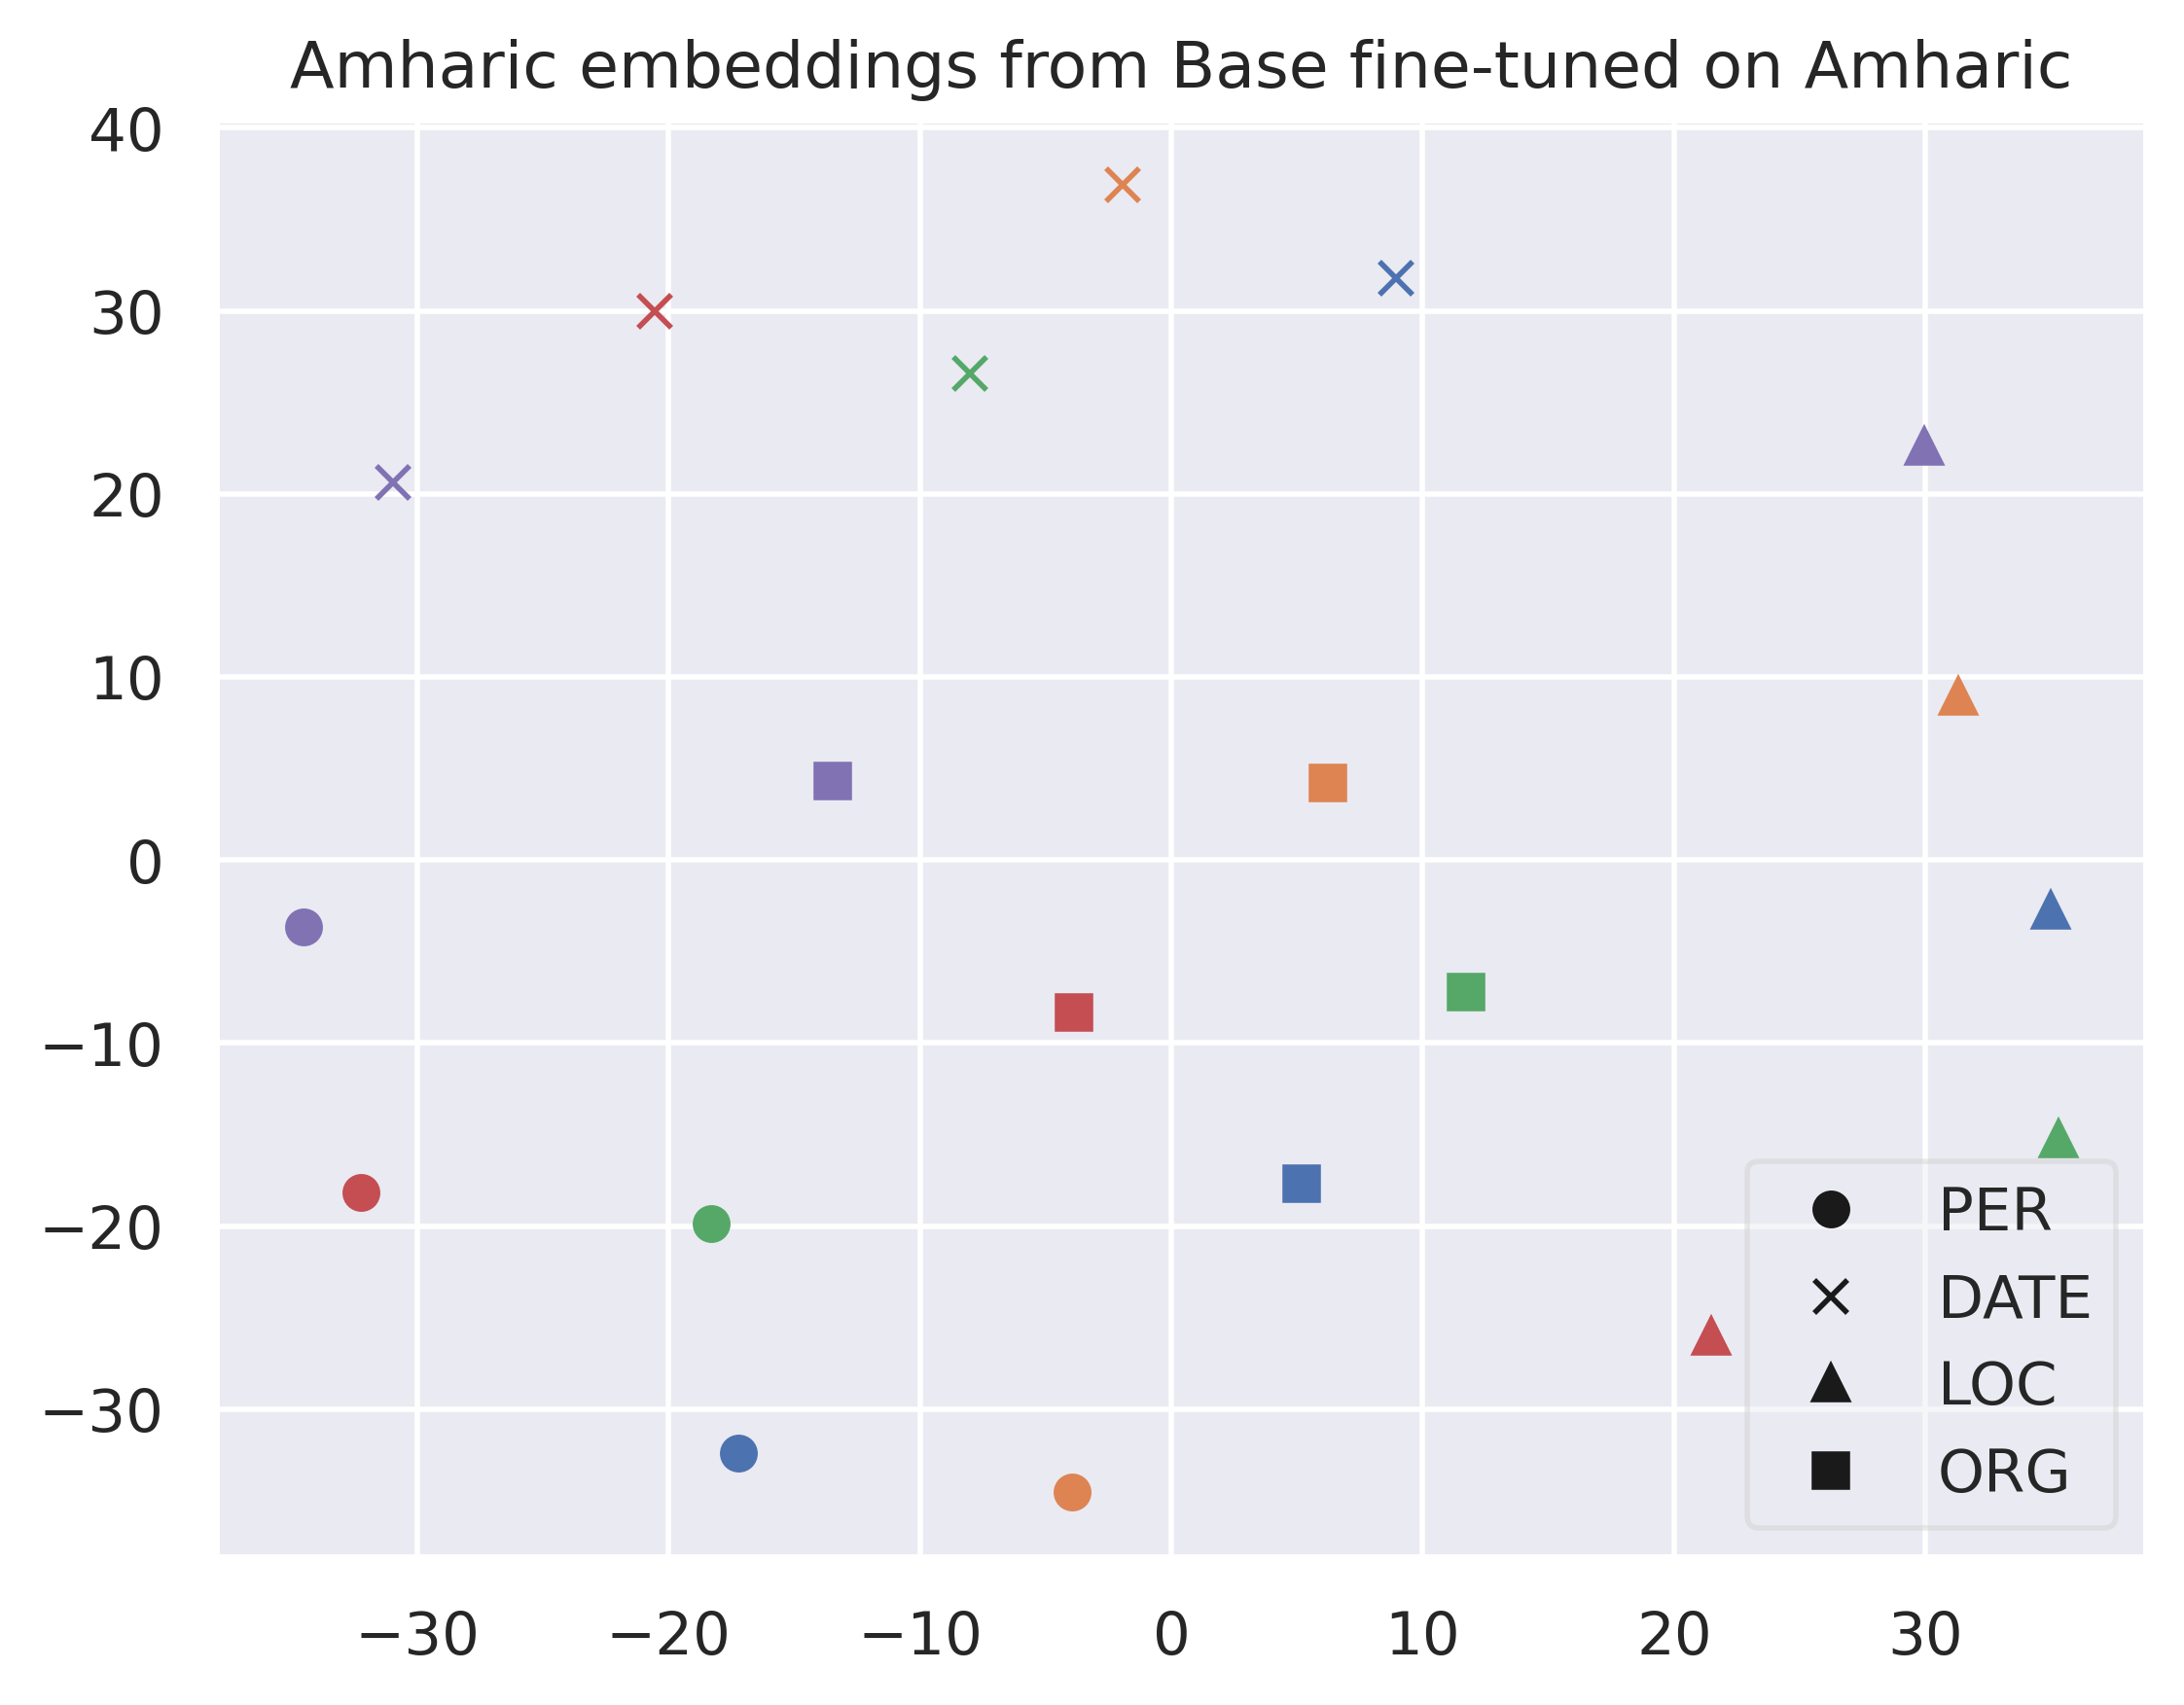 Amharic embeddings from Base fine-tuned on Amharic
40
30
20
10
0
−10
−20
−30
PER
DATE
LOC
ORG
−30 −20 −10 0 10 20 30